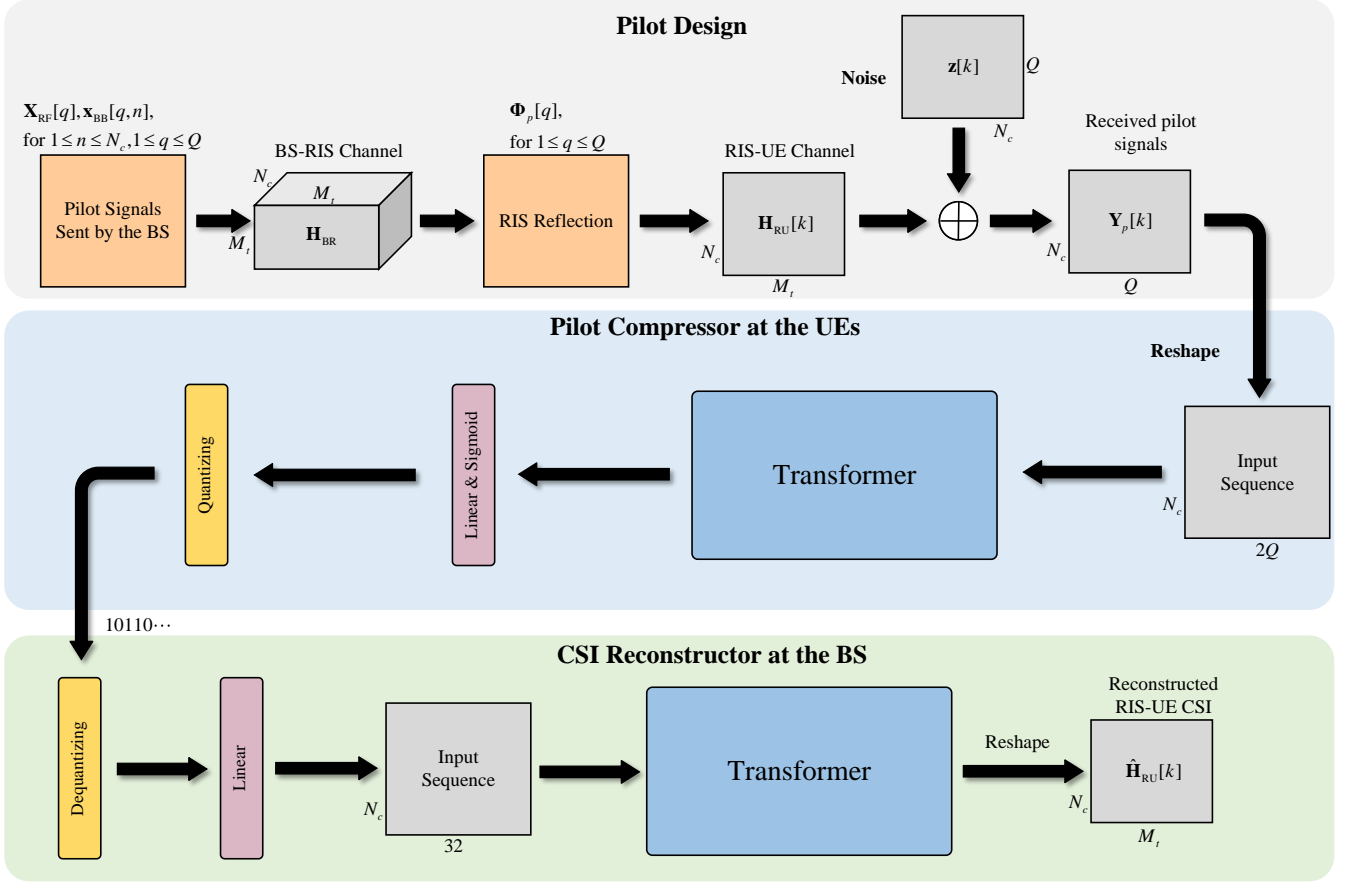 Pilot Design
X_RF[q], x_BB[q, n],
for 1 ≤ n ≤ N_c, 1 ≤ q ≤ Q
Pilot Signals
Sent by the BS
BS-RIS Channel
N_c
M_t
M_t
H_BR
Φ_p[q],
for 1 ≤ q ≤ Q
RIS Reflection
RIS-UE Channel
H_RU[k]
N_c
M_t
Noise
z[k]
Q
N_c
Received pilot
signals
Y_p[k]
N_c
Q
Pilot Compressor at the UEs
Reshape
Input
Sequence
N_c
2Q
Transformer
Linear & Sigmoid
Quantizing
10110⋯
CSI Reconstructor at the BS
Dequantizing
Linear
Input
Sequence
N_c
32
Transformer
Reshape
Reconstructed
RIS-UE CSI
Ĥ_RU[k]
N_c
M_t